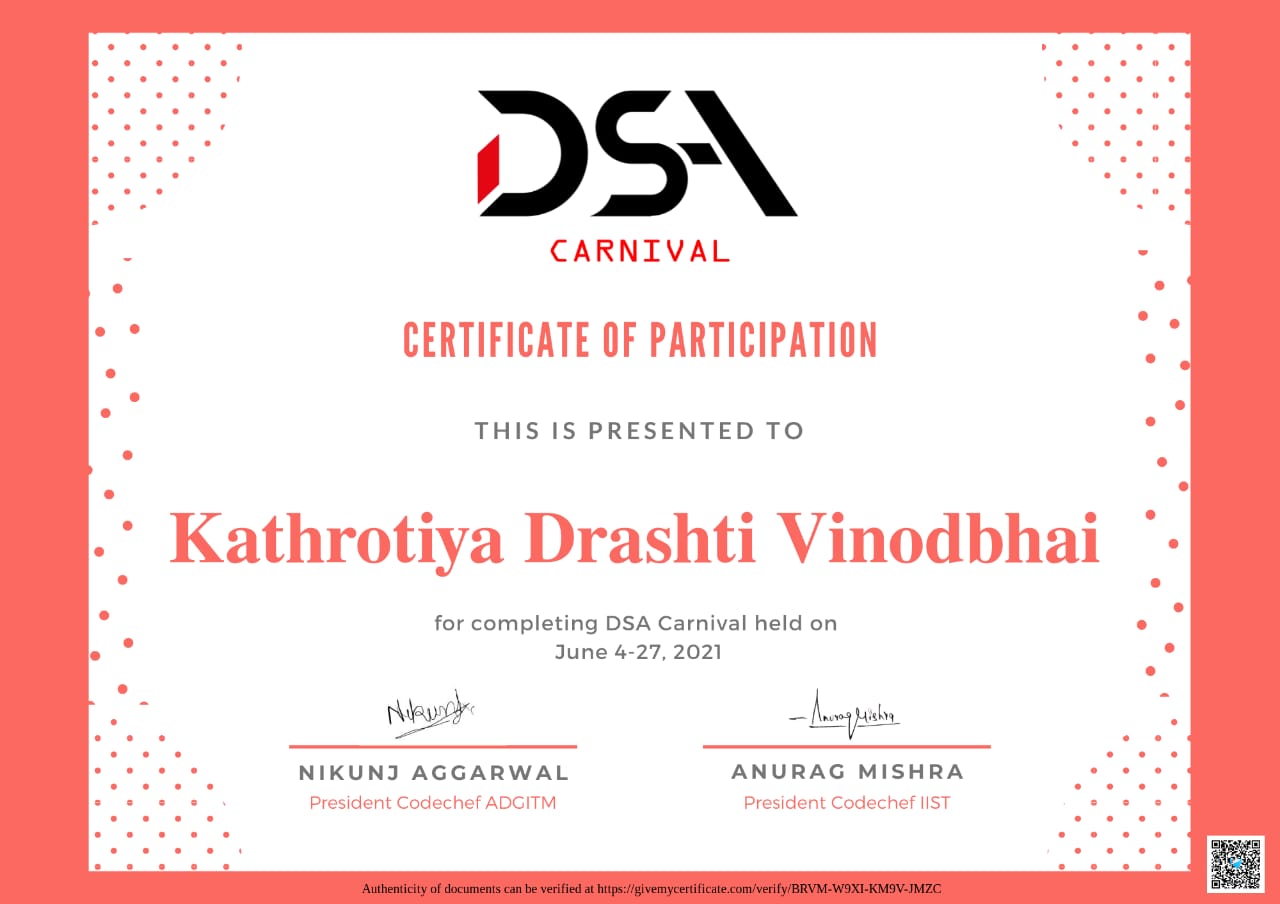 DSA
CARNIVAL
CERTIFICATE OF PARTICIPATION
THIS IS PRESENTED TO
Kathrotiya Drashti Vinodbhai
for completing DSA Carnival held on
June 4-27, 2021
Nikunj
Anurag Mishra
NIKUNJ AGGARWAL
ANURAG MISHRA
President Codechef ADGITM
President Codechef IIST
Authenticity of documents can be verified at https://givemycertificate.com/verify/BRVM-W9XI-KM9V-JMZC